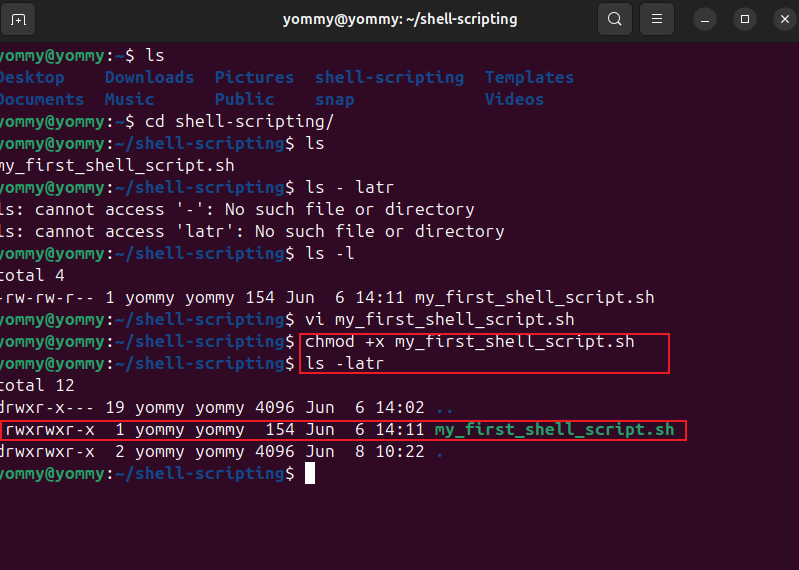 yommy@yommy: ~/shell-scripting
yommy@yommy:~$ ls
Desktop    Downloads  Pictures  shell-scripting  Templates
Documents  Music      Public    snap             Videos
yommy@yommy:~$ cd shell-scripting/
yommy@yommy:~/shell-scripting$ ls
my_first_shell_script.sh
yommy@yommy:~/shell-scripting$ ls - latr
ls: cannot access '-': No such file or directory
ls: cannot access 'latr': No such file or directory
yommy@yommy:~/shell-scripting$ ls -l
total 4
-rw-rw-r-- 1 yommy yommy 154 Jun  6 14:11 my_first_shell_script.sh
yommy@yommy:~/shell-scripting$ vi my_first_shell_script.sh
yommy@yommy:~/shell-scripting$ chmod +x my_first_shell_script.sh
yommy@yommy:~/shell-scripting$ ls -latr
total 12
drwxr-x--- 19 yommy yommy 4096 Jun  6 14:02 ..
rwxrwxr-x  1 yommy yommy  154 Jun  6 14:11 my_first_shell_script.sh
drwxrwxr-x  2 yommy yommy 4096 Jun  8 10:22 .
yommy@yommy:~/shell-scripting$